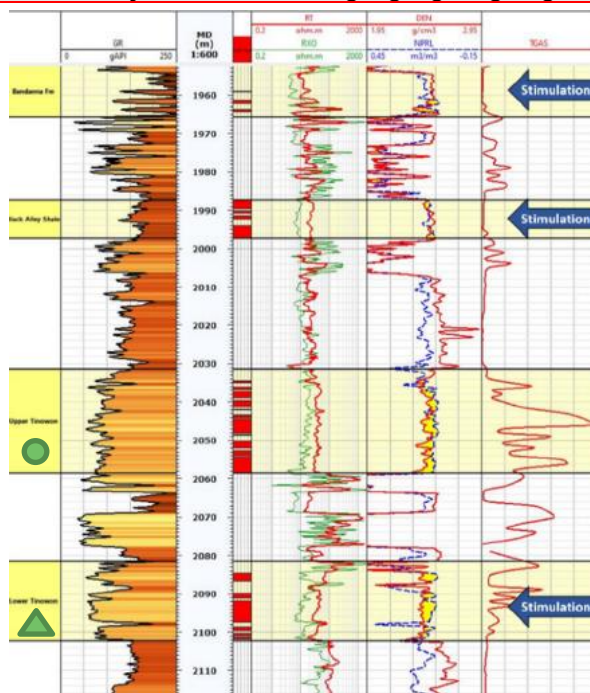 RT
DEN
0.2 ohm.m 2000
1.95 g/cm3 2.95
GR
MD
(m)
1:600
RXO
NPRL
TGAS
0 gAPI 250
0.2 ohm.m 2000
0.45 m3/m3 -0.15
Bandanna Fm
1960
Stimulation
1970
1980
Black Alley Shale
1990
Stimulation
2000
2010
2020
2030
2040
Upper Tinowon
2050
2060
2070
2080
Lower Tinowon
2090
Stimulation
2100
2110